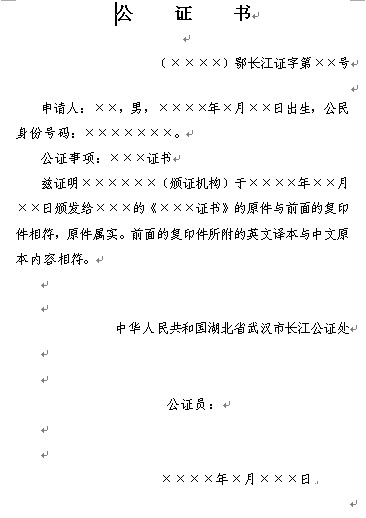 公 证 书
（××××）鄂长江证字第××号
申请人：××，男，××××年×月××日出生，公民
身份号码：×××××××。
公证事项：×××证书
兹证明××××××（颁证机构）于××××年××月
××日颁发给×××的《×××证书》的原件与前面的复印
件相符，原件属实。前面的复印件所附的英文译本与中文原
本内容相符。
中华人民共和国湖北省武汉市长江公证处
公证员：
××××年×月×××日